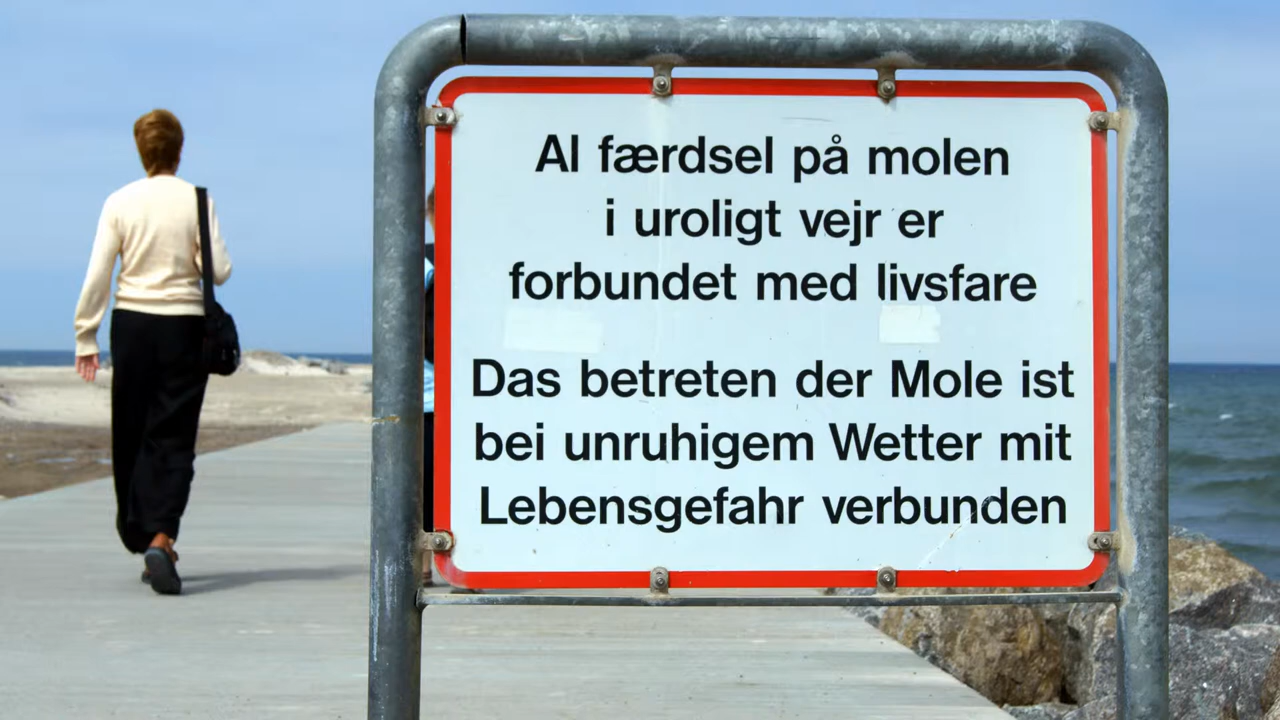 Al færdsel på molen
i uroligt vejr er
forbundet med livsfare
Das betreten der Mole ist
bei unruhigem Wetter mit
Lebensgefahr verbunden